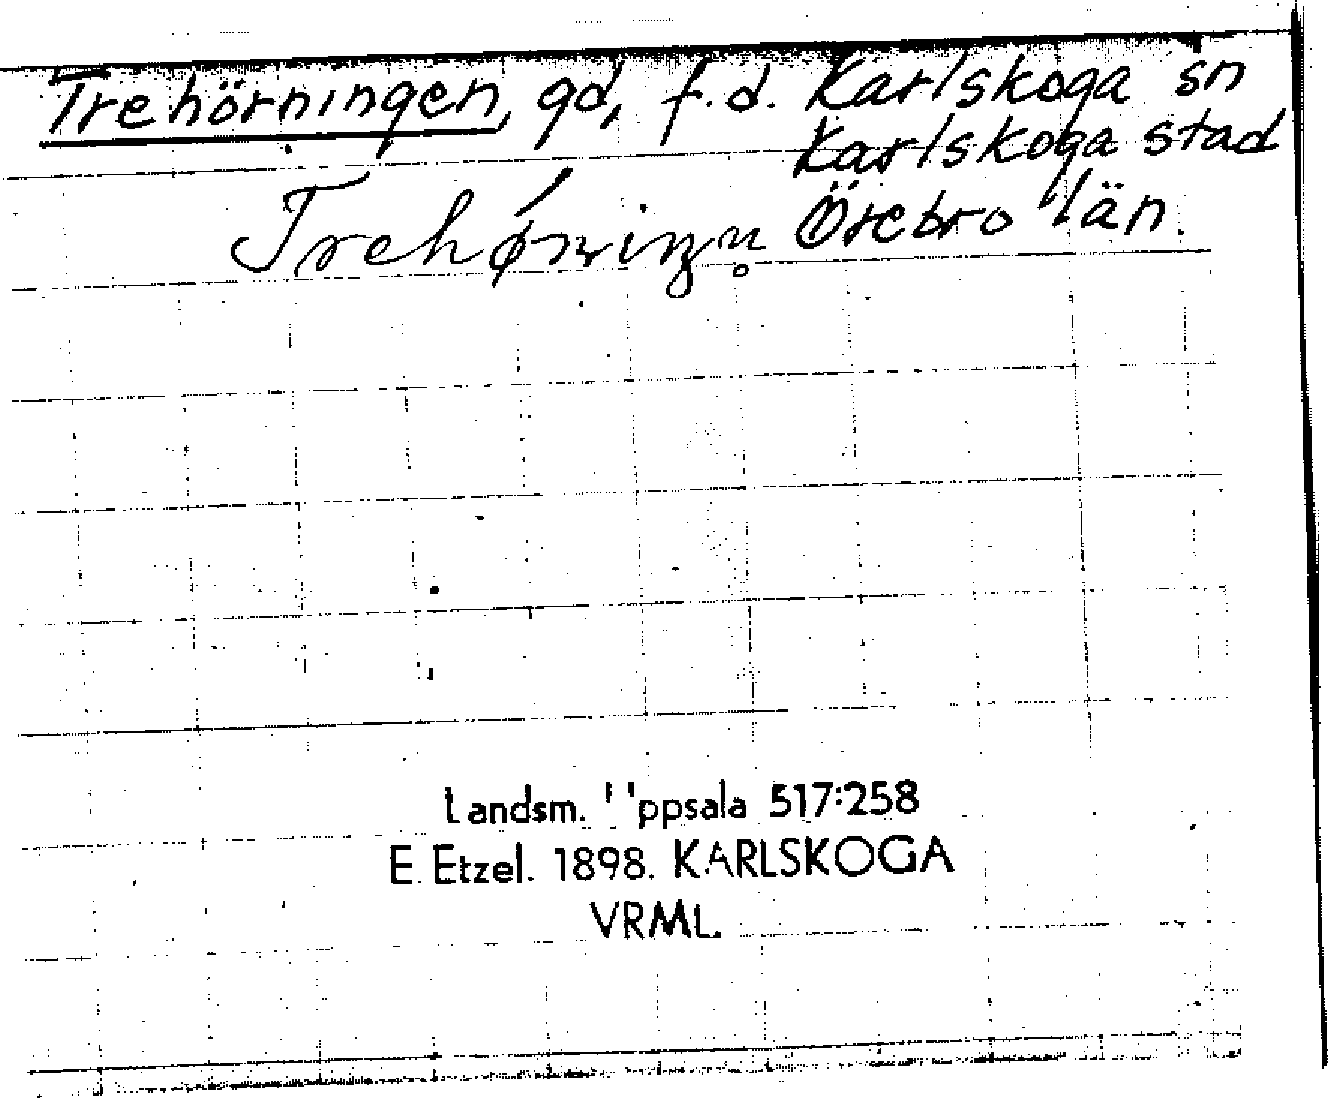 Trehörningen, gd, f.d. Karlskoga sn
Karlskoga stad
Örebro län.
Landsm. Uppsala 517:258
E. Etzel. 1898. KARLSKOGA
VRML.